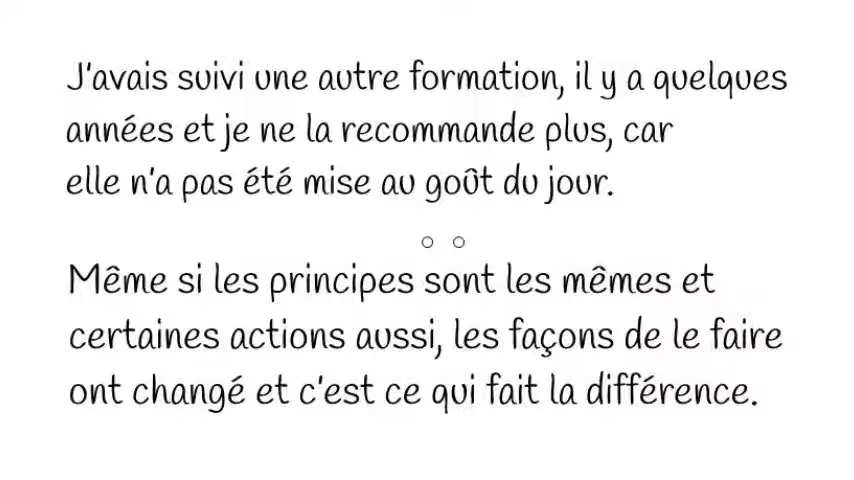 J'avais suivi une autre formation, il y a quelques
années et je ne la recommande plus, car
elle n'a pas été mise au goût du jour.
Même si les principes sont les mêmes et
certaines actions aussi, les façons de le faire
ont changé et c'est ce qui fait la différence.